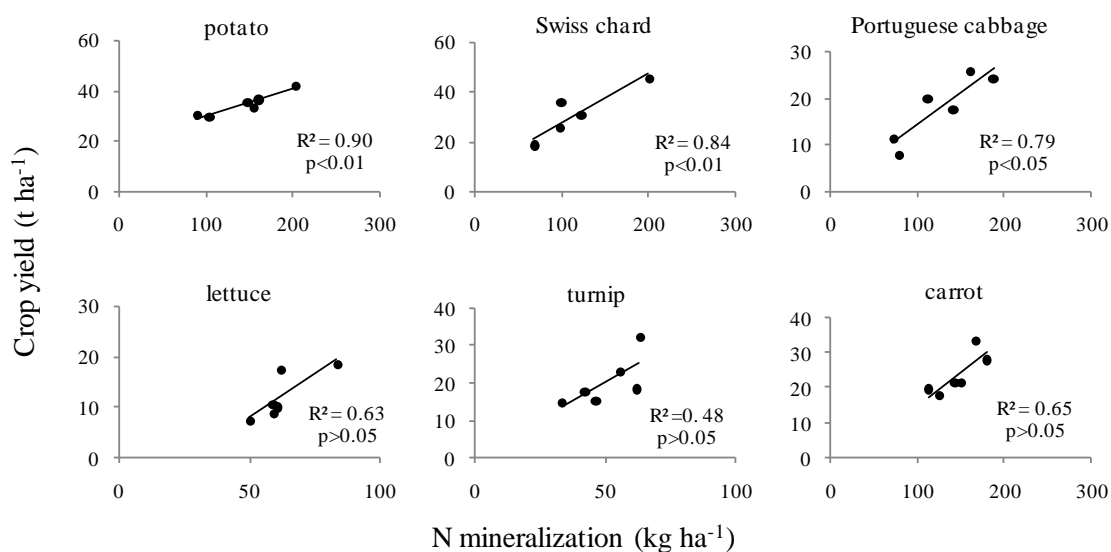 potato
Swiss chard
Portuguese cabbage
60
40
20
0
R² = 0.90
p<0.01
0 100 200 300
60
40
20
0
R² = 0.84
p<0.01
0 100 200 300
30
20
10
0
R² = 0.79
p<0.05
0 100 200 300
Crop yield (t ha⁻¹)
lettuce
turnip
carrot
30
20
10
0
R² = 0.63
p>0.05
0 50 100
40
30
20
10
0
R² =0. 48
p>0.05
0 50 100
40
30
20
10
0
R² = 0.65
p>0.05
0 100 200 300
N mineralization (kg ha⁻¹)